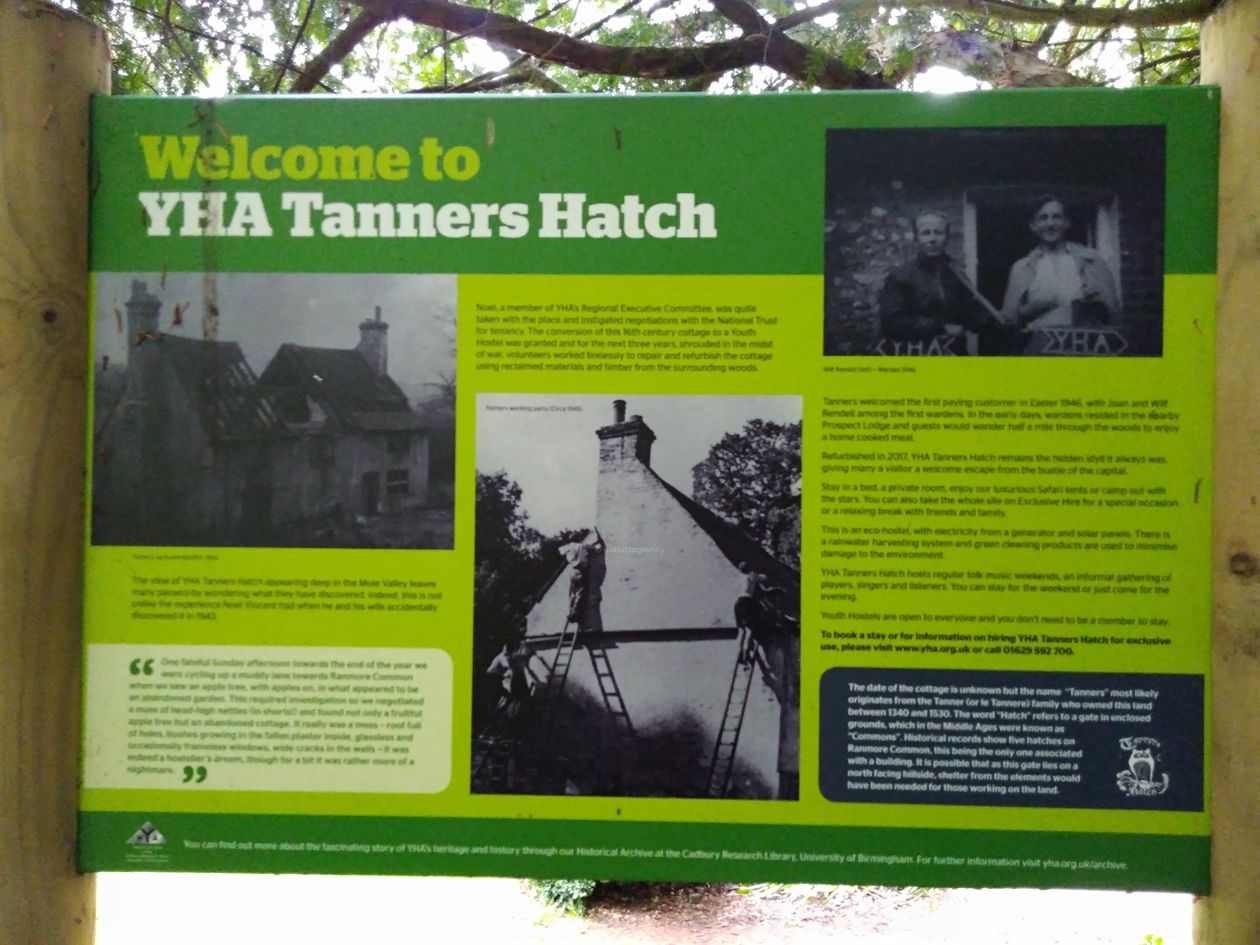 Welcome to
YHA Tanners Hatch
Noel, a member of YHA's Regional Executive Committee, was quite
taken with the place and instigated negotiations with the National Trust
for tenancy. The conversion of this 16th century cottage to a Youth
Hostel was granted and for the next three years, shrouded in the midst
of war, volunteers worked tirelessly to repair and refurbish the cottage
using reclaimed materials and timber from the surrounding woods.
YHA
YHA
Tanners working party (Circa 1945)
The view of YHA Tanners Hatch appearing deep in the Mole Valley leaves
many passers-by wondering what they have discovered. Indeed, this is not
unlike the experience Noel Vincent had when he and his wife accidentally
discovered it in 1943.
“ One fateful Sunday afternoon towards the end of the year we
were cycling up a muddy lane towards Ranmore Common
when we saw an apple tree, with apples on, in what appeared to be
an abandoned garden. This required investigation so we negotiated
a mass of head-high nettles (in shorts!) and found not only a fruitful
apple tree but an abandoned cottage. It really was a mess - roof full
of holes, bushes growing in the fallen plaster inside, glassless and
occasionally frameless windows, wide cracks in the walls - it was
indeed a hosteller's dream, though for a bit it was rather more of a
nightmare. ”
Tanners welcomed the first paying customer in Easter 1946, with Joan and Wilf
Rendell among the first wardens. In the early days, wardens resided in the nearby
Prospect Lodge and guests would wander half a mile through the woods to enjoy
a home cooked meal.
Refurbished in 2017, YHA Tanners Hatch remains the hidden idyll it always was,
giving many a visitor a welcome escape from the bustle of the capital.
Stay in a bed, a private room, enjoy our luxurious Safari tents or camp out with
the stars. You can also take the whole site on Exclusive Hire for a special occasion
or a relaxing break with friends and family.
This is an eco-hostel, with electricity from a generator and solar panels. There is
a rainwater harvesting system and green cleaning products are used to minimise
damage to the environment.
YHA Tanners Hatch hosts regular folk music weekends, an informal gathering of
players, singers and listeners. You can stay for the weekend or just come for the
evening.
Youth Hostels are open to everyone and you don't need to be a member to stay.
To book a stay or for information on hiring YHA Tanners Hatch for exclusive
use, please visit www.yha.org.uk or call 01629 592 700.
The date of the cottage is unknown but the name "Tanners" most likely
originates from the Tanner (or le Tannere) family who owned this land
between 1340 and 1530. The word "Hatch" refers to a gate in enclosed
grounds, which in the Middle Ages were known as
"Commons". Historical records show five hatches on
Ranmore Common, this being the only one associated
with a building. It is possible that as this gate lies on a
north facing hillside, shelter from the elements would
have been needed for those working on the land.
Tanners
Hatch
YHA
You can find out more about the fascinating story of YHA's heritage and history through our Historical Archive at the Cadbury Research Library, University of Birmingham. For further information visit yha.org.uk/archive.